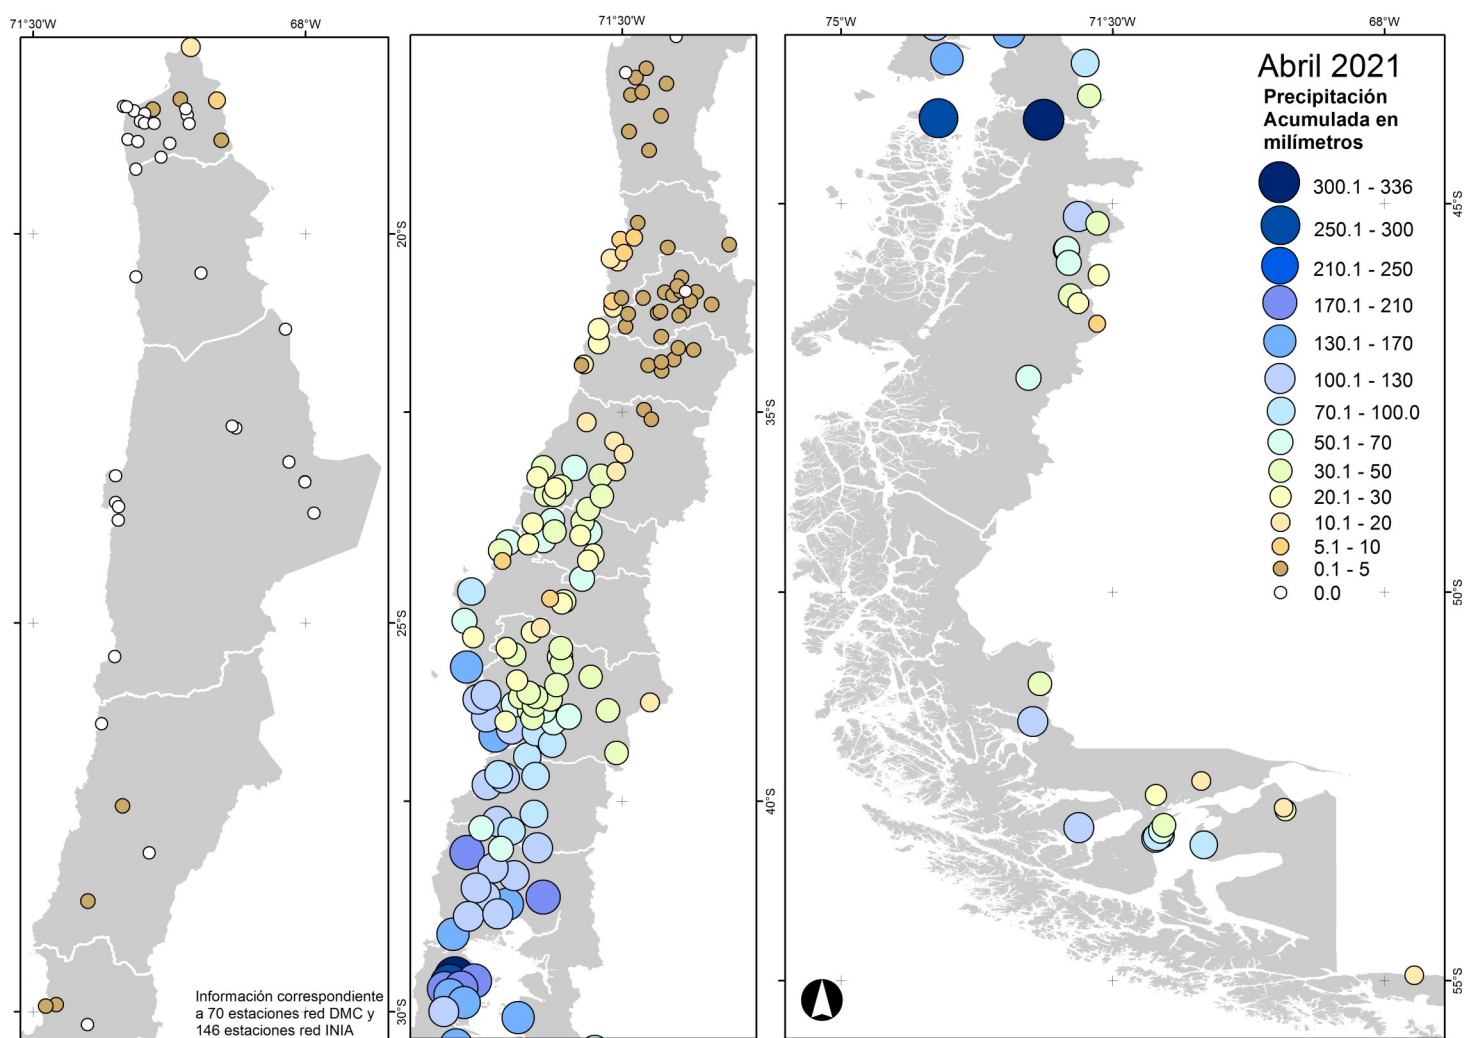 71°30'W
68°W
71°30'W
75°W
71°30'W
68°W
Abril 2021
Precipitación
Acumulada en
milímetros
300.1 - 336
250.1 - 300
210.1 - 250
170.1 - 210
130.1 - 170
100.1 - 130
70.1 - 100.0
50.1 - 70
30.1 - 50
20.1 - 30
10.1 - 20
5.1 - 10
0.1 - 5
0.0
20°S
25°S
30°S
35°S
40°S
45°S
50°S
55°S
Información correspondiente
a 70 estaciones red DMC y
146 estaciones red INIA